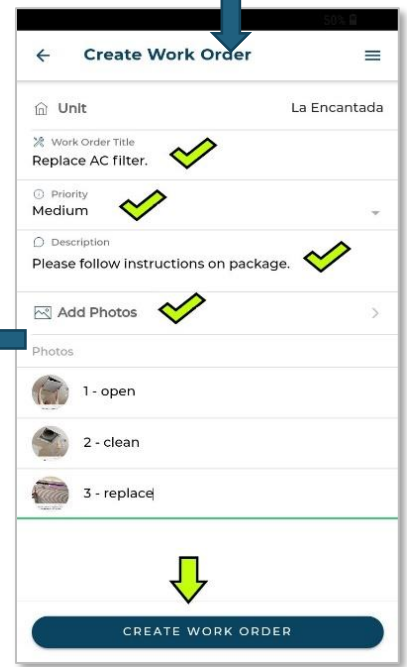 50%
Create Work Order
Unit La Encantada
Work Order Title
Replace AC filter.
Priority
Medium
Description
Please follow instructions on package.
Add Photos
Photos
1 - open
2 - clean
3 - replace
CREATE WORK ORDER